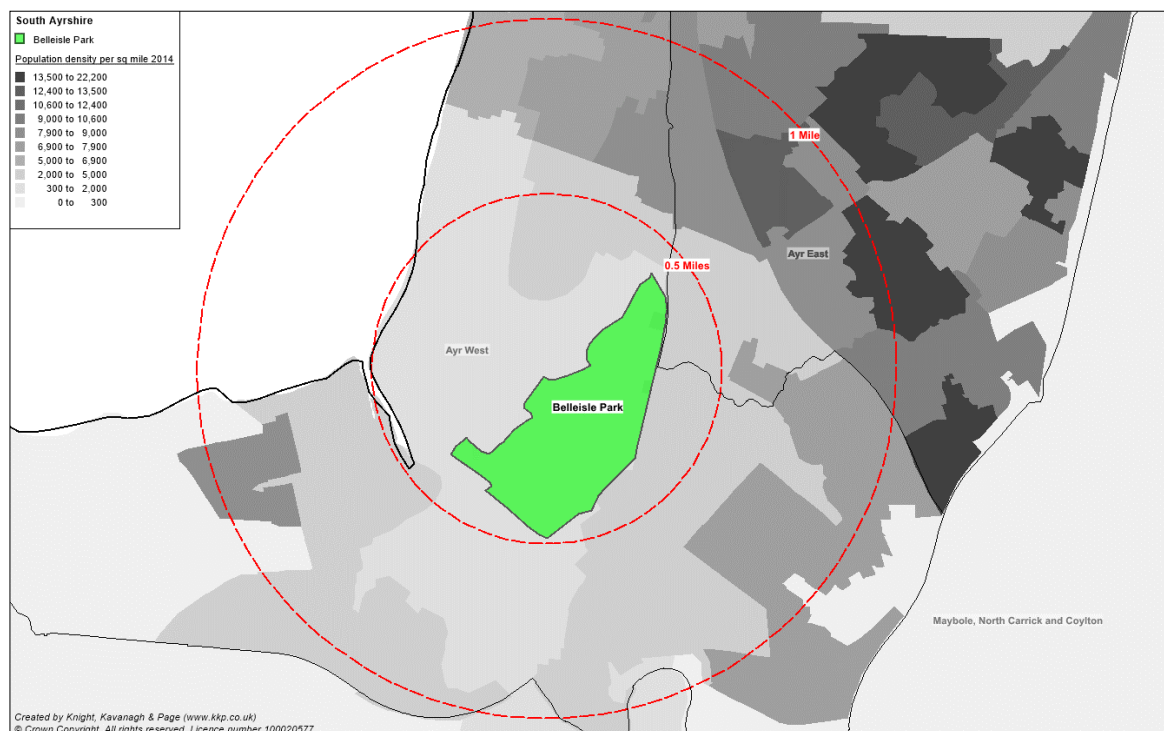 South Ayrshire
Belleisle Park
Population density per sq mile 2014
13,500 to 22,200
12,400 to 13,500
10,600 to 12,400
9,000 to 10,600
7,900 to 9,000
6,900 to 7,900
5,000 to 6,900
2,000 to 5,000
300 to 2,000
0 to 300
1 Mile
Ayr East
0.5 Miles
Ayr West
Belleisle Park
Maybole, North Carrick and Coylton
Created by Knight, Kavanagh & Page (www.kkp.co.uk)
© Crown Copyright. All rights reserved. Licence number 100020577